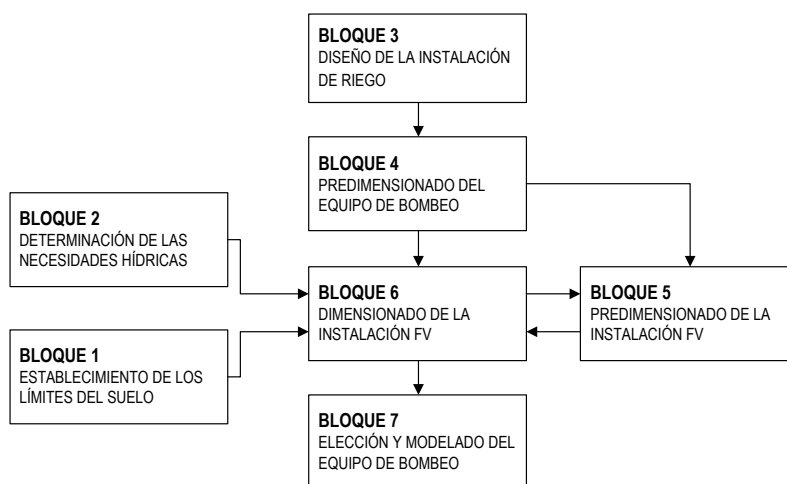 BLOQUE 3
DISEÑO DE LA INSTALACIÓN
DE RIEGO
BLOQUE 4
PREDIMENSIONADO DEL
EQUIPO DE BOMBEO
BLOQUE 2
DETERMINACIÓN DE LAS
NECESIDADES HÍDRICAS
BLOQUE 6
DIMENSIONADO DE LA
INSTALACIÓN FV
BLOQUE 5
PREDIMENSIONADO DE LA
INSTALACIÓN FV
BLOQUE 1
ESTABLECIMIENTO DE LOS
LÍMITES DEL SUELO
BLOQUE 7
ELECCIÓN Y MODELADO DEL
EQUIPO DE BOMBEO